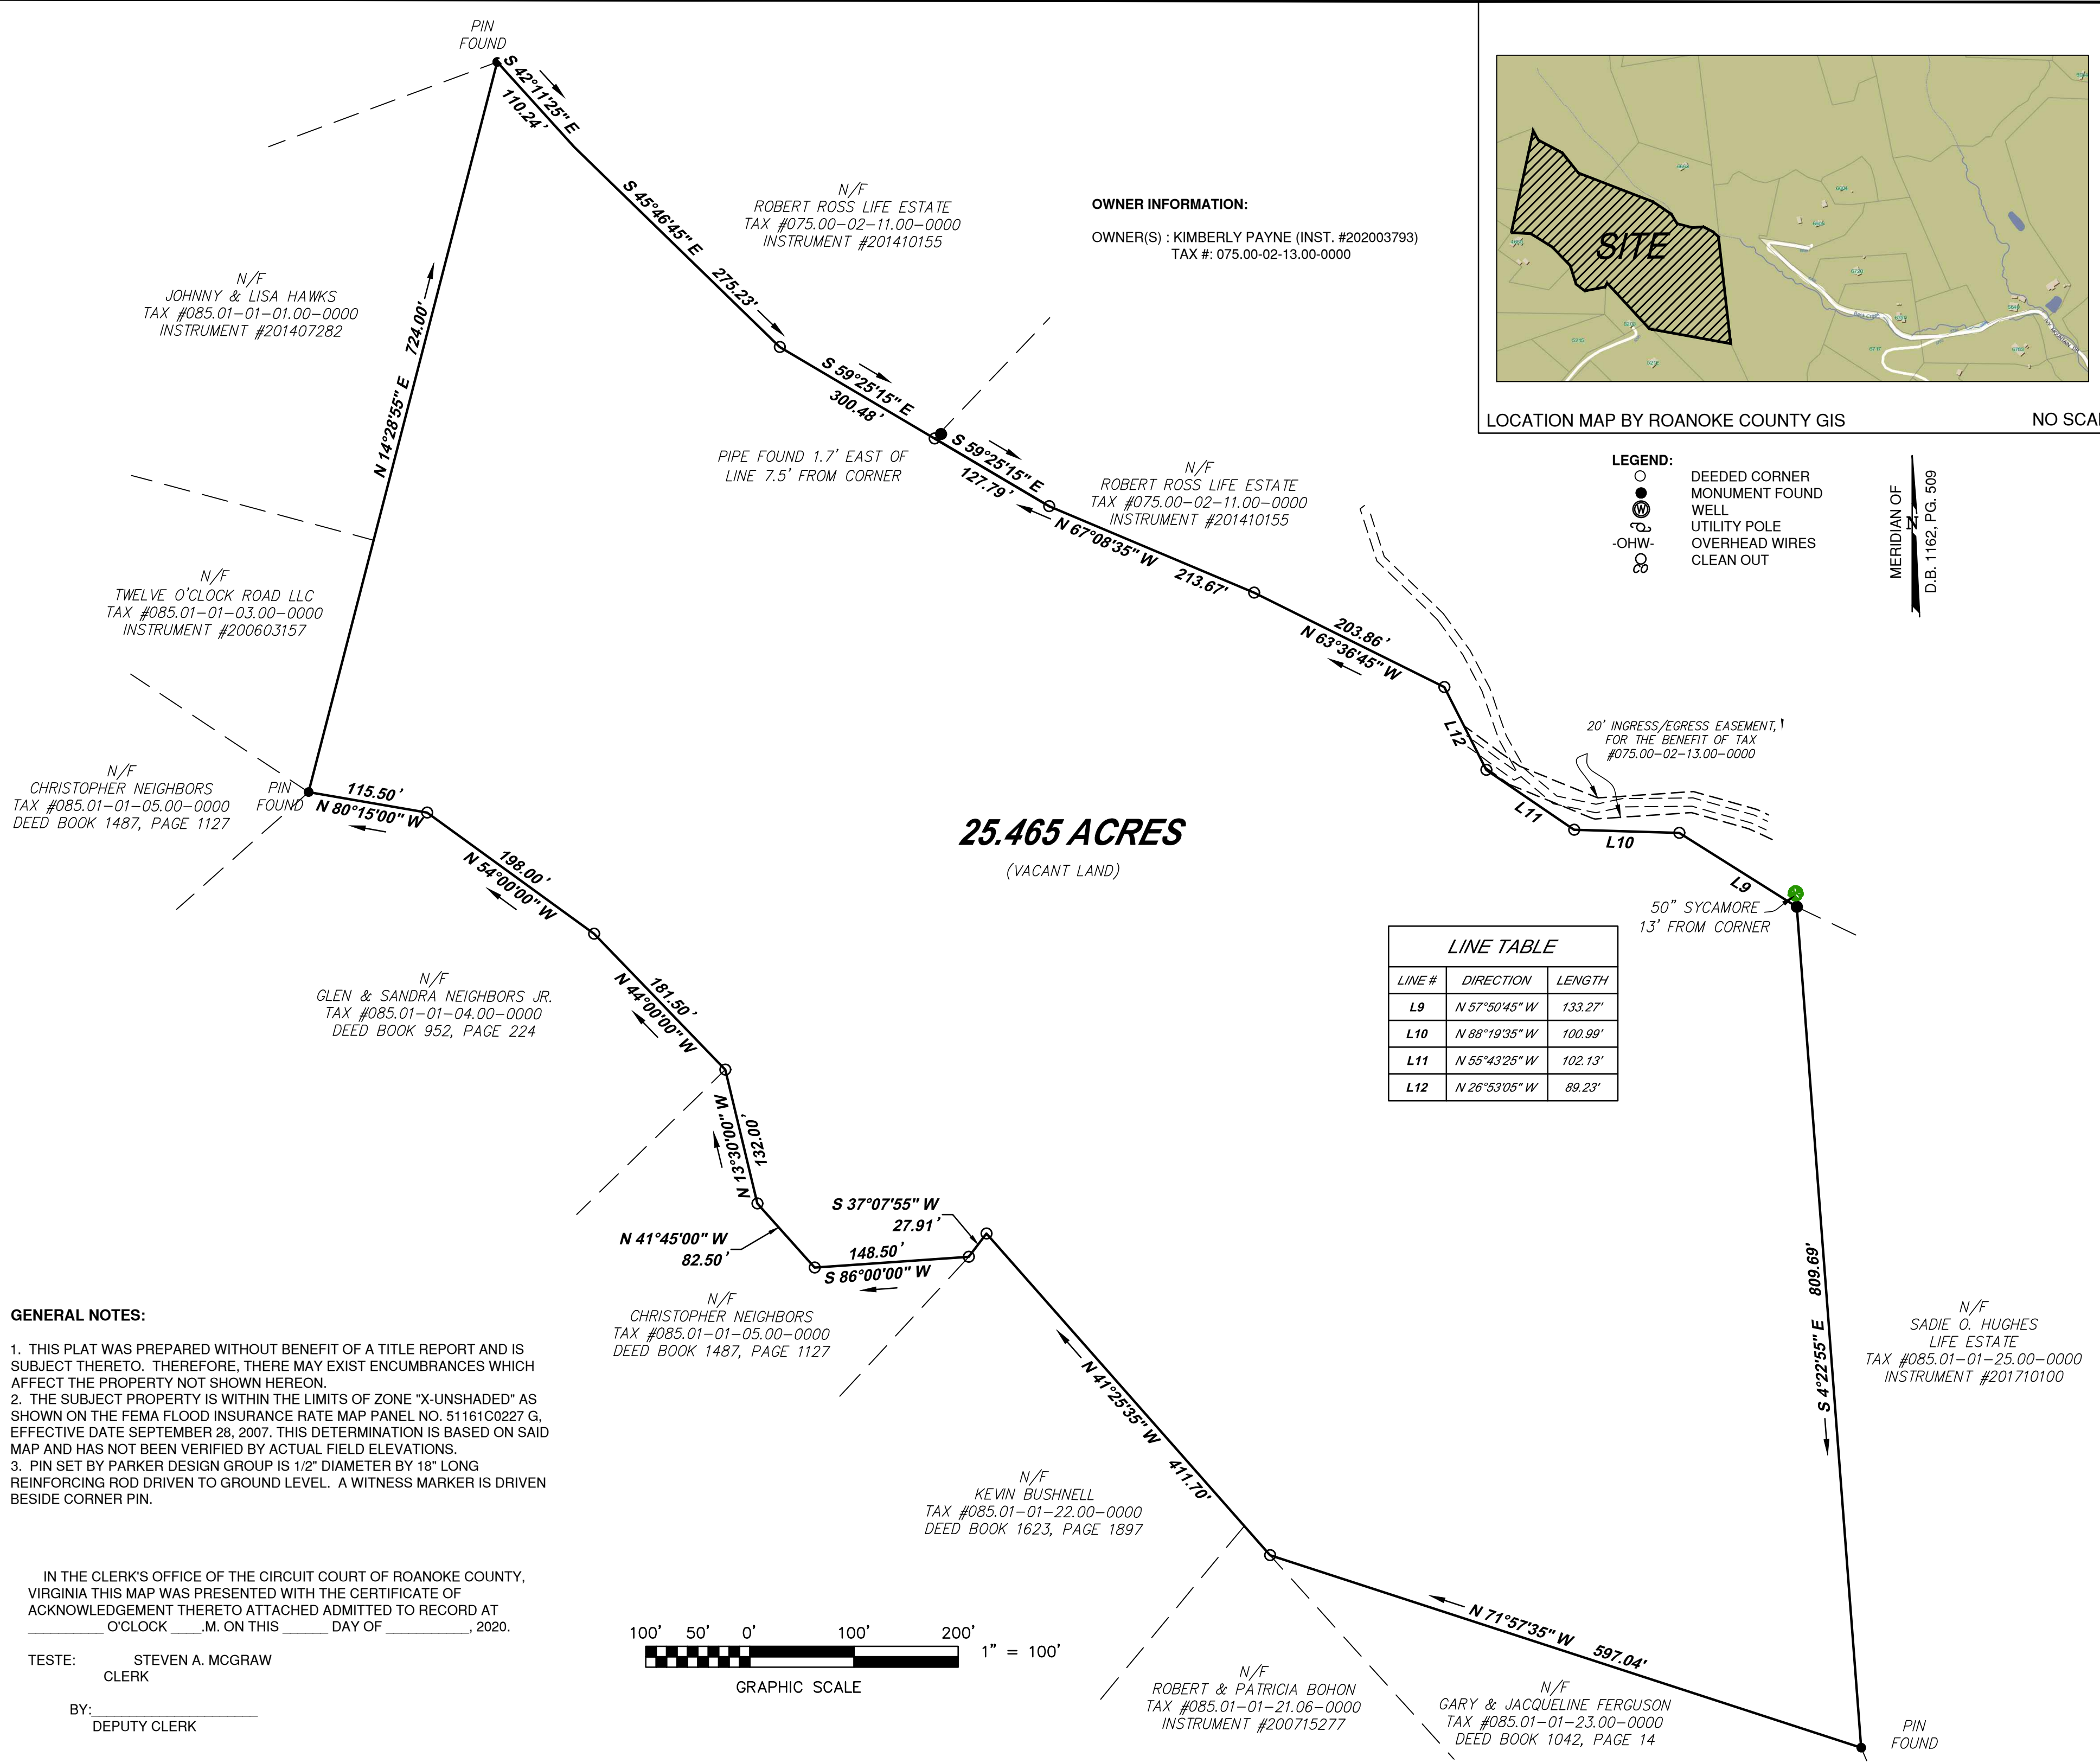 PIN
FOUND
S 42°11'25" E
110.24'
S 45°46'45" E
275.23'
N/F
ROBERT ROSS LIFE ESTATE
TAX #075.00-02-11.00-0000
INSTRUMENT #201410155
OWNER INFORMATION:
OWNER(S) : KIMBERLY PAYNE (INST. #202003793)
TAX #: 075.00-02-13.00-0000
SITE
LOCATION MAP BY ROANOKE COUNTY GIS
NO SCAL
N/F
JOHNNY & LISA HAWKS
TAX #085.01-01-01.00-0000
INSTRUMENT #201407282
N 14°28'55" E 724.00'
S 59°25'15" E
300.48'
PIPE FOUND 1.7' EAST OF
LINE 7.5' FROM CORNER
S 59°25'15" E
127.79'
N/F
ROBERT ROSS LIFE ESTATE
TAX #075.00-02-11.00-0000
INSTRUMENT #201410155
N 67°08'35" W 213.67'
LEGEND:
DEEDED CORNER
MONUMENT FOUND
W WELL
UTILITY POLE
-OHW- OVERHEAD WIRES
CO CLEAN OUT
MERIDIAN OF
N
D.B. 1162, PG. 509
N/F
TWELVE O'CLOCK ROAD LLC
TAX #085.01-01-03.00-0000
INSTRUMENT #200603157
203.86'
N 63°36'45" W
L12
L11
L10
L9
20' INGRESS/EGRESS EASEMENT,
FOR THE BENEFIT OF TAX
#075.00-02-13.00-0000
N/F
CHRISTOPHER NEIGHBORS
TAX #085.01-01-05.00-0000
DEED BOOK 1487, PAGE 1127
PIN
FOUND
115.50'
N 80°15'00" W
198.00'
N 54°00'00" W
25.465 ACRES
(VACANT LAND)
50" SYCAMORE
13' FROM CORNER
LINE TABLE
LINE # DIRECTION LENGTH
L9 N 57°50'45" W 133.27'
L10 N 88°19'35" W 100.99'
L11 N 55°43'25" W 102.13'
L12 N 26°53'05" W 89.23'
N/F
GLEN & SANDRA NEIGHBORS JR.
TAX #085.01-01-04.00-0000
DEED BOOK 952, PAGE 224
181.50'
N 44°00'00" W
N 13°30'00" W
132.00'
N 41°45'00" W
82.50'
S 37°07'55" W
27.91'
148.50'
S 86°00'00" W
N/F
CHRISTOPHER NEIGHBORS
TAX #085.01-01-05.00-0000
DEED BOOK 1487, PAGE 1127
N 41°25'35" W 411.70'
S 4°22'55" E 809.69'
N/F
SADIE O. HUGHES
LIFE ESTATE
TAX #085.01-01-25.00-0000
INSTRUMENT #201710100
GENERAL NOTES:
1. THIS PLAT WAS PREPARED WITHOUT BENEFIT OF A TITLE REPORT AND IS
SUBJECT THERETO. THEREFORE, THERE MAY EXIST ENCUMBRANCES WHICH
AFFECT THE PROPERTY NOT SHOWN HEREON.
2. THE SUBJECT PROPERTY IS WITHIN THE LIMITS OF ZONE "X-UNSHADED" AS
SHOWN ON THE FEMA FLOOD INSURANCE RATE MAP PANEL NO. 51161C0227 G,
EFFECTIVE DATE SEPTEMBER 28, 2007. THIS DETERMINATION IS BASED ON SAID
MAP AND HAS NOT BEEN VERIFIED BY ACTUAL FIELD ELEVATIONS.
3. PIN SET BY PARKER DESIGN GROUP IS 1/2" DIAMETER BY 18" LONG
REINFORCING ROD DRIVEN TO GROUND LEVEL. A WITNESS MARKER IS DRIVEN
BESIDE CORNER PIN.
N/F
KEVIN BUSHNELL
TAX #085.01-01-22.00-0000
DEED BOOK 1623, PAGE 1897
IN THE CLERK'S OFFICE OF THE CIRCUIT COURT OF ROANOKE COUNTY,
VIRGINIA THIS MAP WAS PRESENTED WITH THE CERTIFICATE OF
ACKNOWLEDGEMENT THERETO ATTACHED ADMITTED TO RECORD AT
__________ O'CLOCK ____.M. ON THIS ______ DAY OF ___________, 2020.
TESTE: STEVEN A. MCGRAW
CLERK
BY:______________________
DEPUTY CLERK
100' 50' 0' 100' 200'
1" = 100'
GRAPHIC SCALE
N 71°57'35" W 597.04'
N/F
ROBERT & PATRICIA BOHON
TAX #085.01-01-21.06-0000
INSTRUMENT #200715277
N/F
GARY & JACQUELINE FERGUSON
TAX #085.01-01-23.00-0000
DEED BOOK 1042, PAGE 14
PIN
FOUND